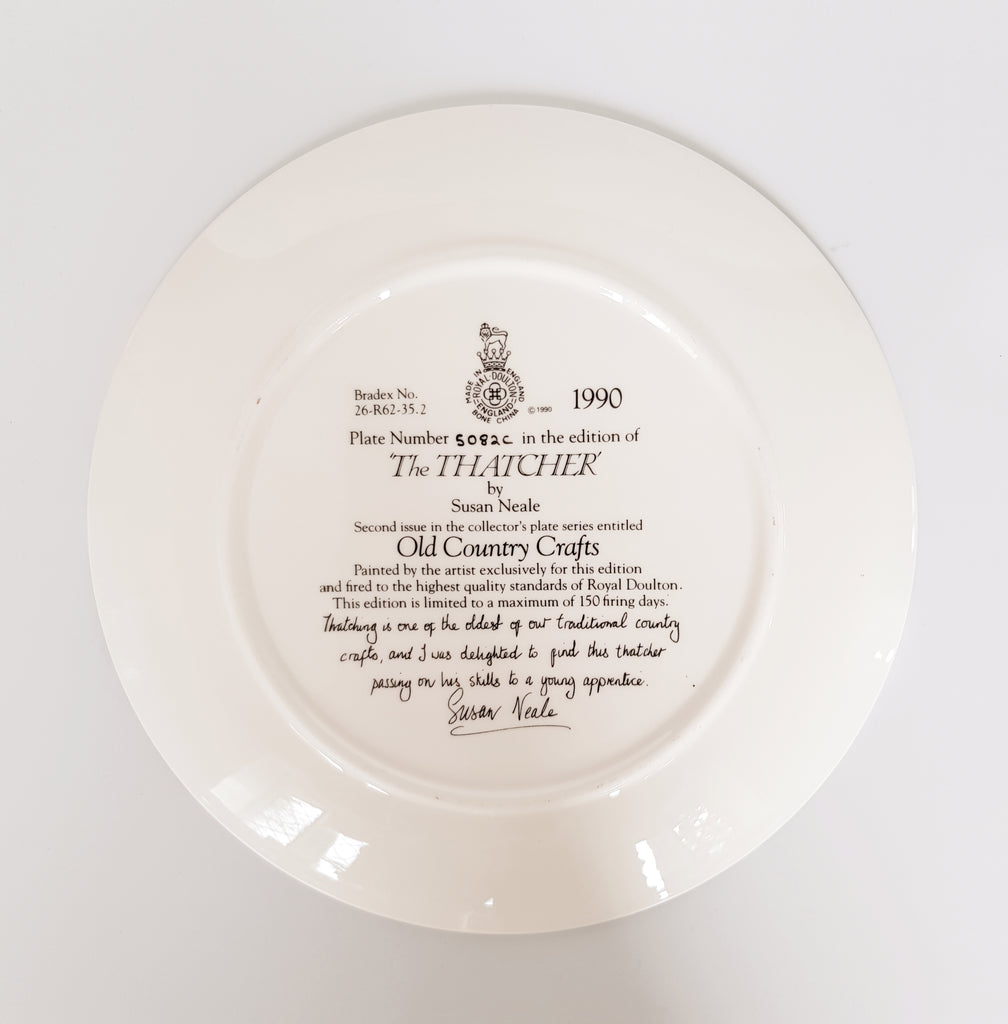 MADE IN ENGLAND
ROYAL·DOULTON
ENGLAND
BONE CHINA
Bradex No.
26-R62-35.2
©1990
1990
Plate Number 5082C in the edition of
'The THATCHER'
by
Susan Neale
Second issue in the collector's plate series entitled
Old Country Crafts
Painted by the artist exclusively for this edition
and fired to the highest quality standards of Royal Doulton.
This edition is limited to a maximum of 150 firing days.
Thatching is one of the oldest of our traditional country
crafts, and I was delighted to find this thatcher
passing on his skills to a young apprentice.
Susan Neale